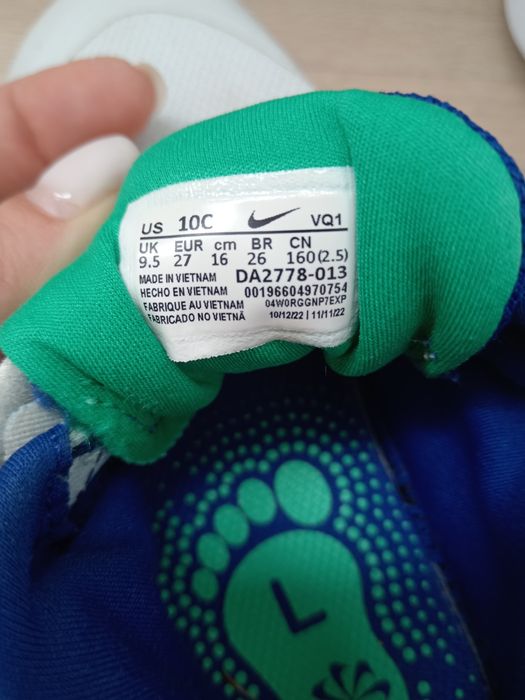 US 10C VQ1
UK EUR cm BR CN
9.5 27 16 26 160(2.5)
MADE IN VIETNAM DA2778-013
HECHO EN VIETNAM 00196604970754
FABRIQUE AU VIETNAM 04W0RGGNP7EXP
FABRICADO NO VIETNÃ 10/12/22 | 11/11/22
L